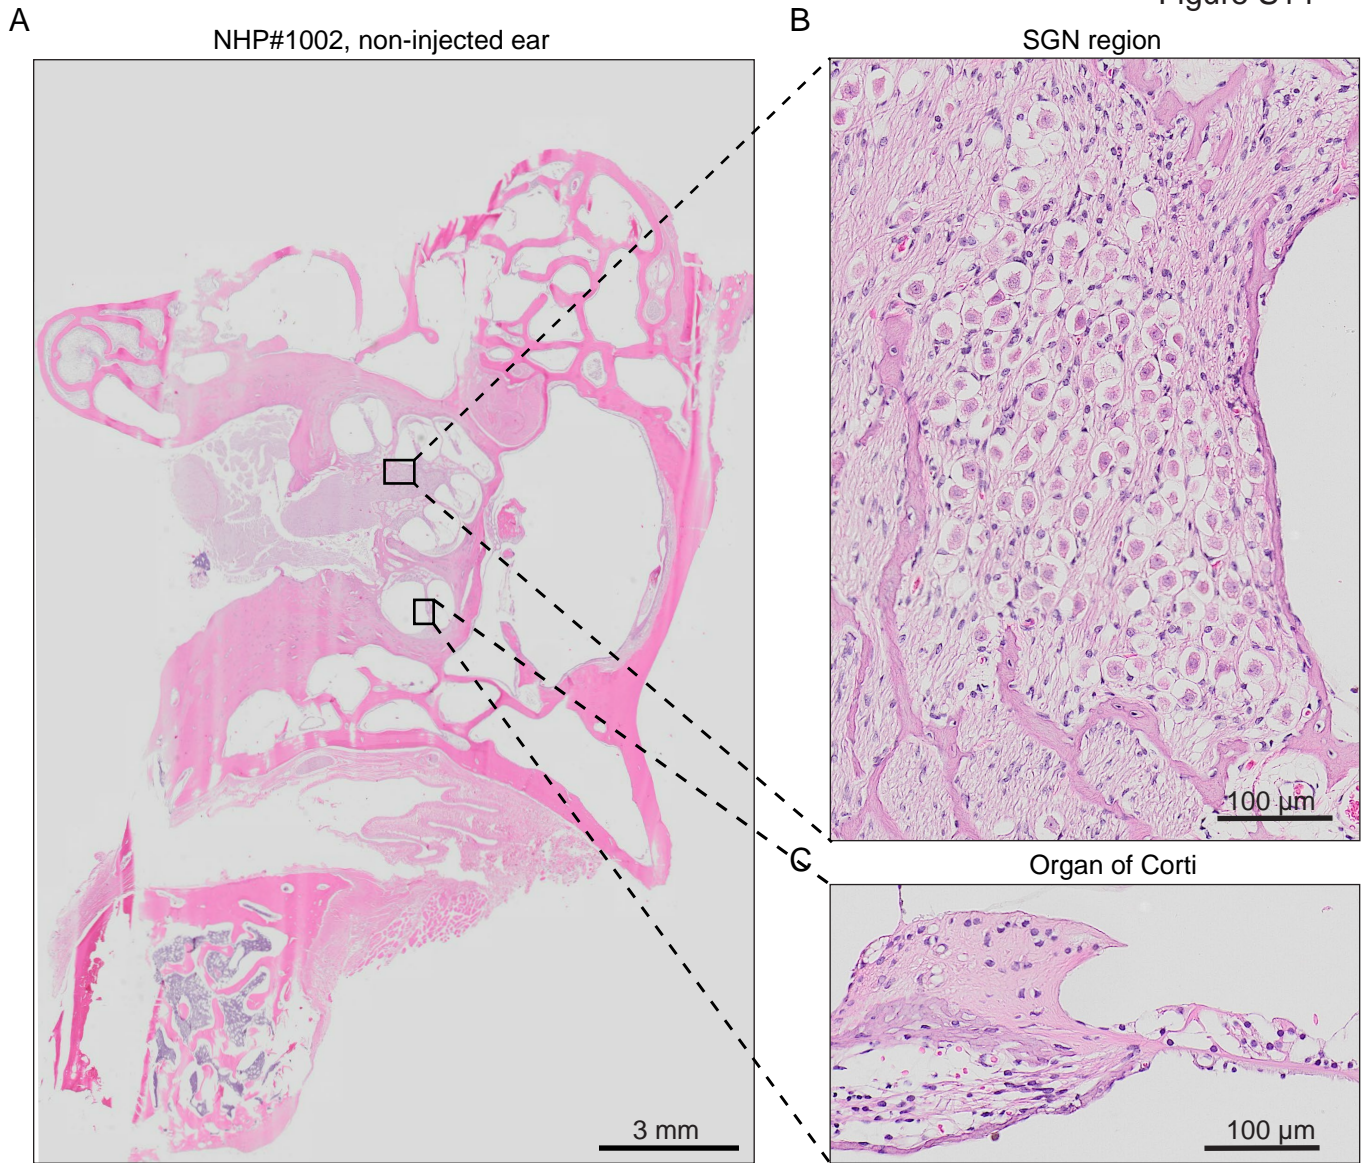 A
NHP#1002, non-injected ear
3 mm
B
SGN region
100 µm
C
Organ of Corti
100 µm